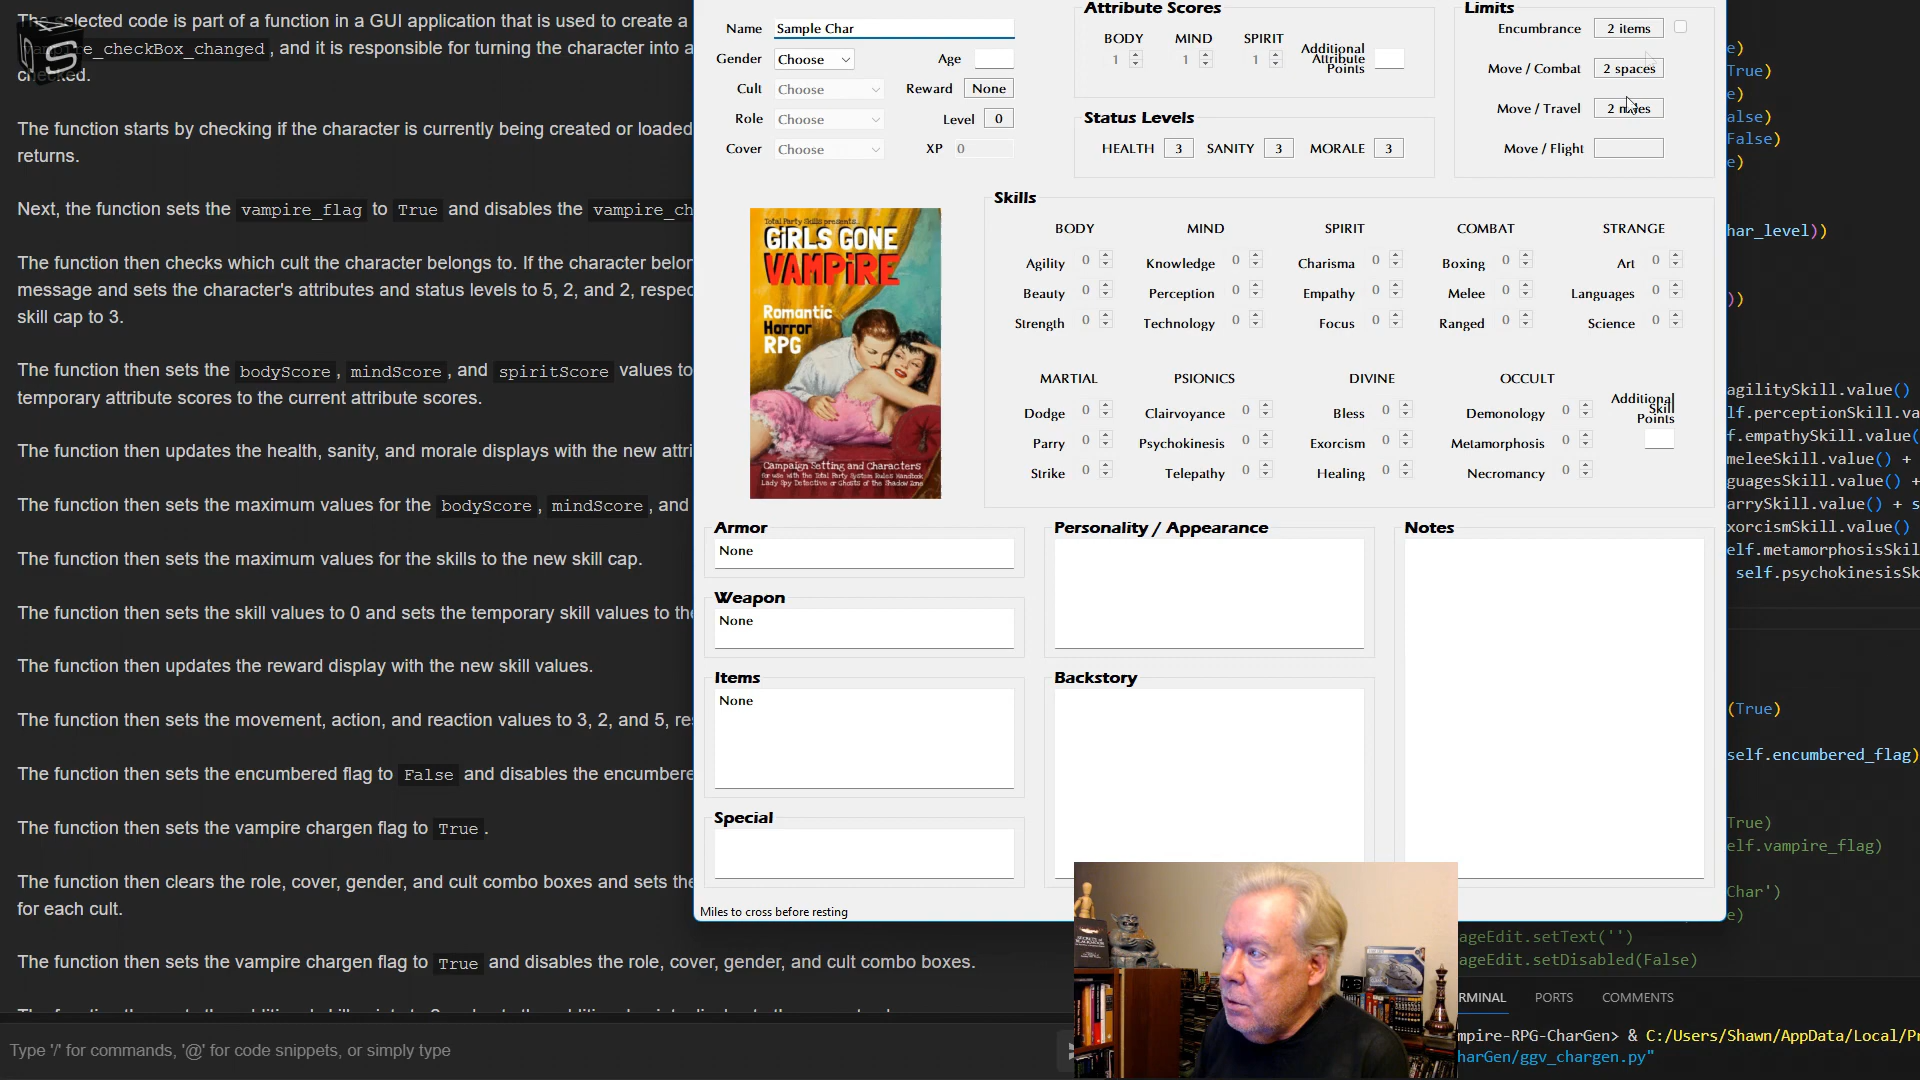 The selected code is part of a function in a GUI application that is used to create a
vampire_checkBox_changed, and it is responsible for turning the character into a
checked.
The function starts by checking if the character is currently being created or loaded
returns.
Next, the function sets the vampire_flag to True and disables the vampire_ch
The function then checks which cult the character belongs to. If the character belon
message and sets the character's attributes and status levels to 5, 2, and 2, respec
skill cap to 3.
The function then sets the bodyScore, mindScore, and spiritScore values to
temporary attribute scores to the current attribute scores.
The function then updates the health, sanity, and morale displays with the new attri
The function then sets the maximum values for the bodyScore, mindScore, and
The function then sets the maximum values for the skills to the new skill cap.
The function then sets the skill values to 0 and sets the temporary skill values to the
The function then updates the reward display with the new skill values.
The function then sets the movement, action, and reaction values to 3, 2, and 5, res
The function then sets the encumbered flag to False and disables the encumbere
The function then sets the vampire chargen flag to True.
The function then clears the role, cover, gender, and cult combo boxes and sets the
for each cult.
The function then sets the vampire chargen flag to True and disables the role, cover, gender, and cult combo boxes.
Type '/' for commands, '@' for code snippets, or simply type
Name Sample Char
Gender Choose Age
Cult Choose Reward None
Role Choose Level 0
Cover Choose XP 0
Attribute Scores
BODY MIND SPIRIT
1 1 1
Additional
Attribute
Points
Status Levels
HEALTH 3 SANITY 3 MORALE 3
Limits
Encumbrance 2 items
Move / Combat 2 spaces
Move / Travel 2 miles
Move / Flight
Total Party Skills presents...
GIRLS GONE
VAMPIRE
Romantic
Horror
RPG
Campaign Setting and Characters
for use with the Total Party System Rules Handbook
Lady Spy Detective or Ghosts of the Shadow Zone
Skills
BODY MIND SPIRIT COMBAT STRANGE
Agility 0 Knowledge 0 Charisma 0 Boxing 0 Art 0
Beauty 0 Perception 0 Empathy 0 Melee 0 Languages 0
Strength 0 Technology 0 Focus 0 Ranged 0 Science 0
MARTIAL PSIONICS DIVINE OCCULT
Dodge 0 Clairvoyance 0 Bless 0 Demonology 0
Parry 0 Psychokinesis 0 Exorcism 0 Metamorphosis 0
Strike 0 Telepathy 0 Healing 0 Necromancy 0
Additional
Skill
Points
Armor
None
Weapon
None
Items
None
Special
Personality / Appearance
Backstory
Notes
Miles to cross before resting
e)
True)
e)
alse)
False)
e)
har_level))
))
agilitySkill.value()
lf.perceptionSkill.va
f.empathySkill.value(
meleeSkill.value() +
guagesSkill.value() +
arrySkill.value() + s
xorcismSkill.value()
elf.metamorphosisSkil
self.psychokinesisSk
(True)
self.encumbered_flag)
True)
elf.vampire_flag)
Char')
e)
ageEdit.setText('')
ageEdit.setDisabled(False)
RMINAL PORTS COMMENTS
mpire-RPG-CharGen> & C:/Users/Shawn/AppData/Local/Pr
harGen/ggv_chargen.py"